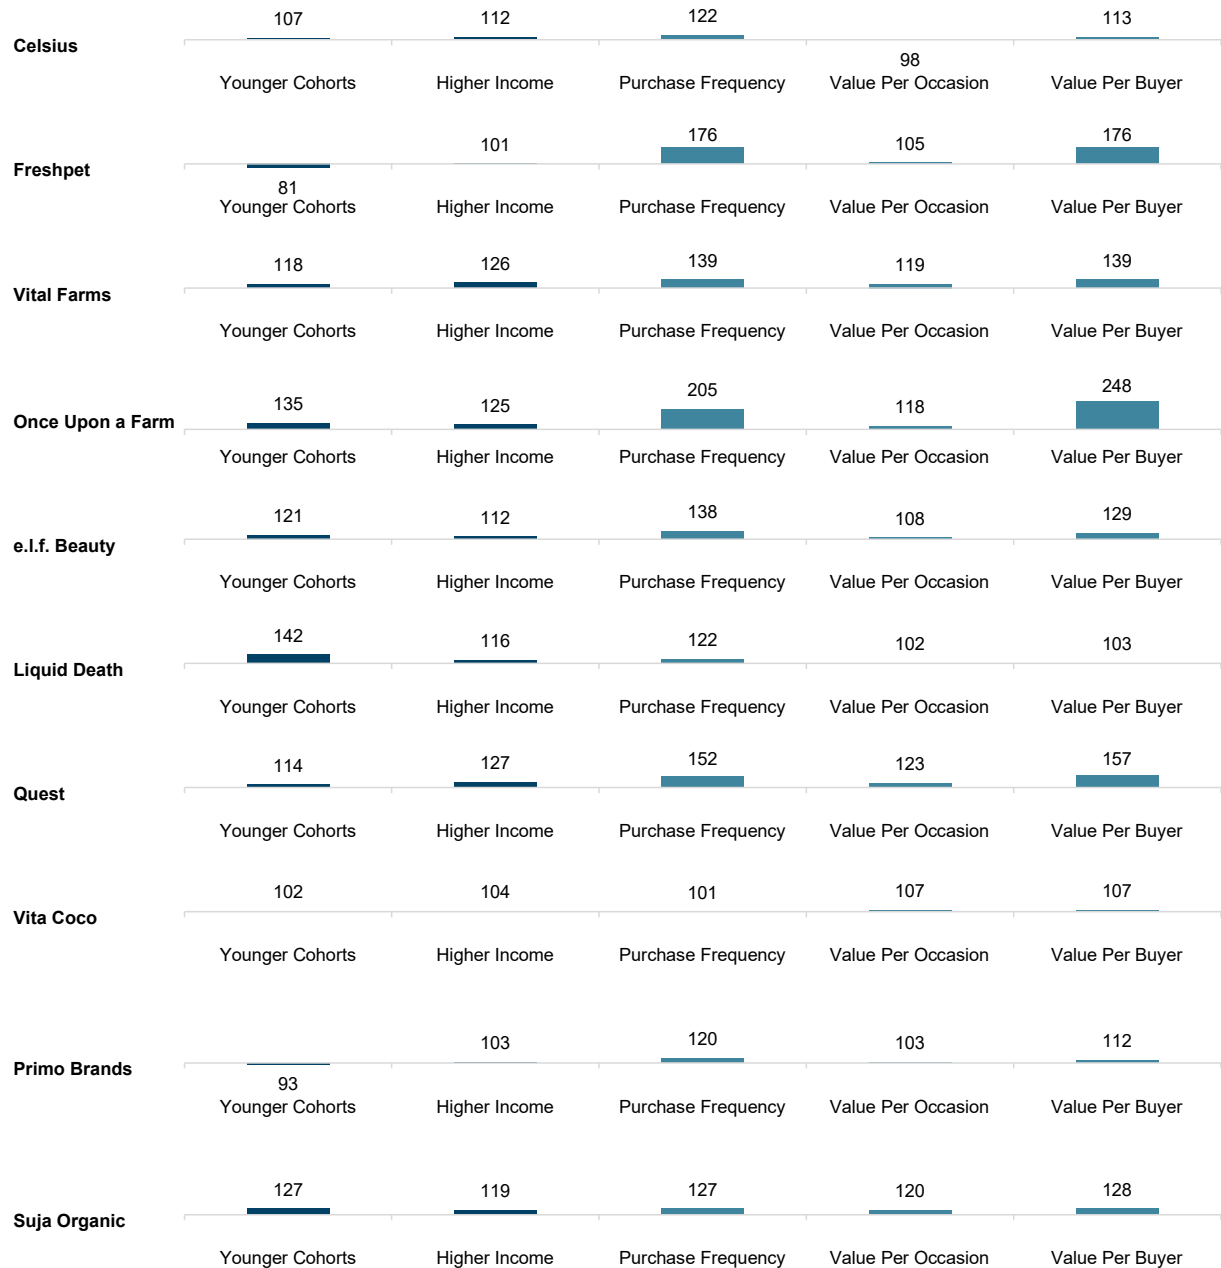 107 112 122 113
Celsius
98
Younger Cohorts Higher Income Purchase Frequency Value Per Occasion Value Per Buyer
101 176 105 176
Freshpet
81
Younger Cohorts Higher Income Purchase Frequency Value Per Occasion Value Per Buyer
118 126 139 119 139
Vital Farms
Younger Cohorts Higher Income Purchase Frequency Value Per Occasion Value Per Buyer
135 125 205 118 248
Once Upon a Farm
Younger Cohorts Higher Income Purchase Frequency Value Per Occasion Value Per Buyer
121 112 138 108 129
e.l.f. Beauty
Younger Cohorts Higher Income Purchase Frequency Value Per Occasion Value Per Buyer
142 116 122 102 103
Liquid Death
Younger Cohorts Higher Income Purchase Frequency Value Per Occasion Value Per Buyer
114 127 152 123 157
Quest
Younger Cohorts Higher Income Purchase Frequency Value Per Occasion Value Per Buyer
102 104 101 107 107
Vita Coco
Younger Cohorts Higher Income Purchase Frequency Value Per Occasion Value Per Buyer
103 120 103 112
Primo Brands
93
Younger Cohorts Higher Income Purchase Frequency Value Per Occasion Value Per Buyer
127 119 127 120 128
Suja Organic
Younger Cohorts Higher Income Purchase Frequency Value Per Occasion Value Per Buyer